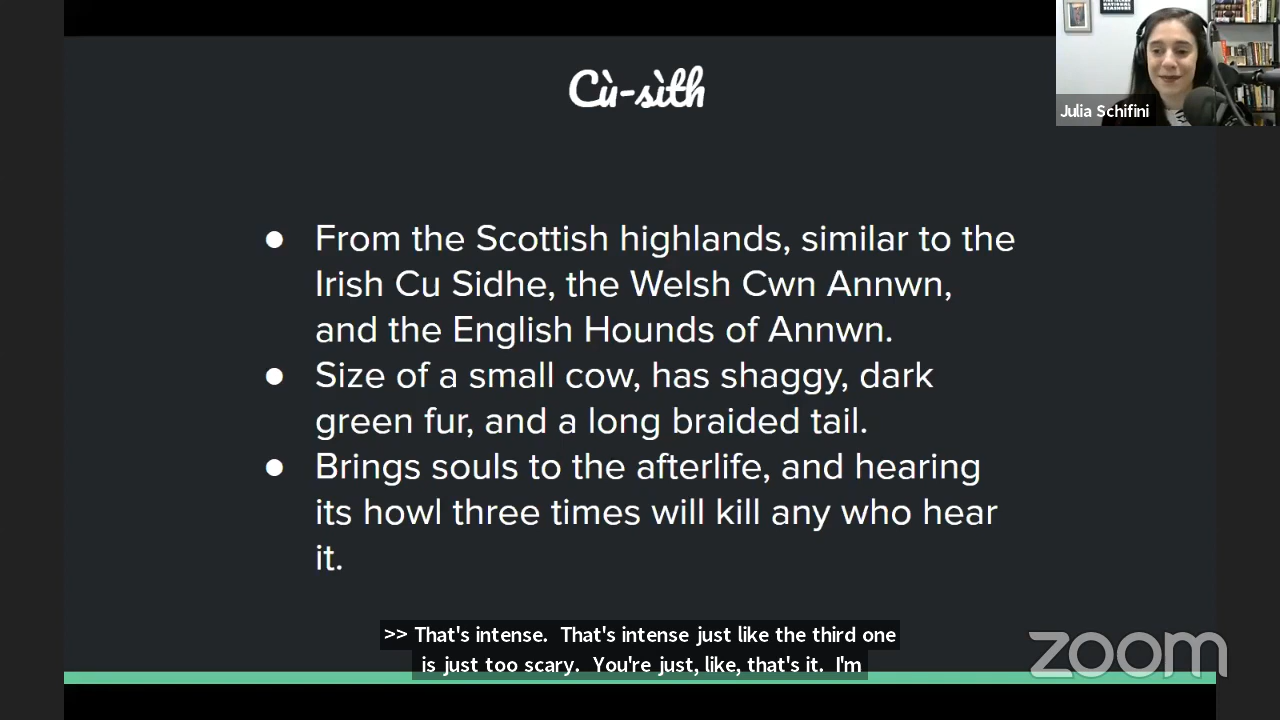 Cù-sìth
NATIONAL
SEASHORE
Julia Schifini
● From the Scottish highlands, similar to the
Irish Cu Sidhe, the Welsh Cwn Annwn,
and the English Hounds of Annwn.
● Size of a small cow, has shaggy, dark
green fur, and a long braided tail.
● Brings souls to the afterlife, and hearing
its howl three times will kill any who hear
it.
>> That's intense. That's intense just like the third one
is just too scary. You're just, like, that's it. I'm
zoom